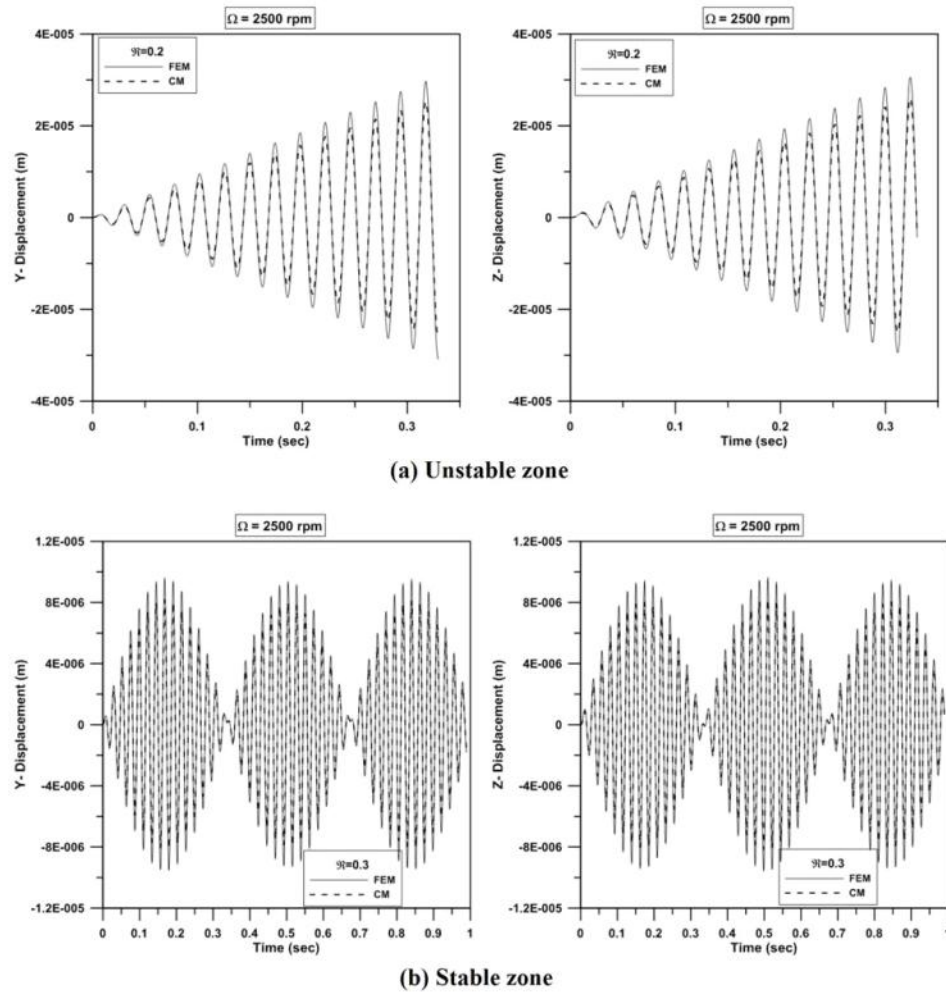 Ω = 2500 rpm
4E-005
2E-005
0
-2E-005
-4E-005
Y- Displacement (m)
ℜ=0.2
FEM
CM
0 0.1 0.2 0.3
Time (sec)
Ω = 2500 rpm
4E-005
2E-005
0
-2E-005
-4E-005
Z- Displacement (m)
ℜ=0.2
FEM
CM
0 0.1 0.2 0.3
Time (sec)
(a) Unstable zone
Ω = 2500 rpm
1.2E-005
8E-006
4E-006
0
-4E-006
-8E-006
-1.2E-005
Y- Displacement (m)
ℜ=0.3
FEM
CM
0 0.1 0.2 0.3 0.4 0.5 0.6 0.7 0.8 0.9 1
Time (sec)
Ω = 2500 rpm
1.2E-005
8E-006
4E-006
0
-4E-006
-8E-006
-1.2E-005
Z- Displacement (m)
ℜ=0.3
FEM
CM
0 0.1 0.2 0.3 0.4 0.5 0.6 0.7 0.8 0.9 1
Time (sec)
(b) Stable zone